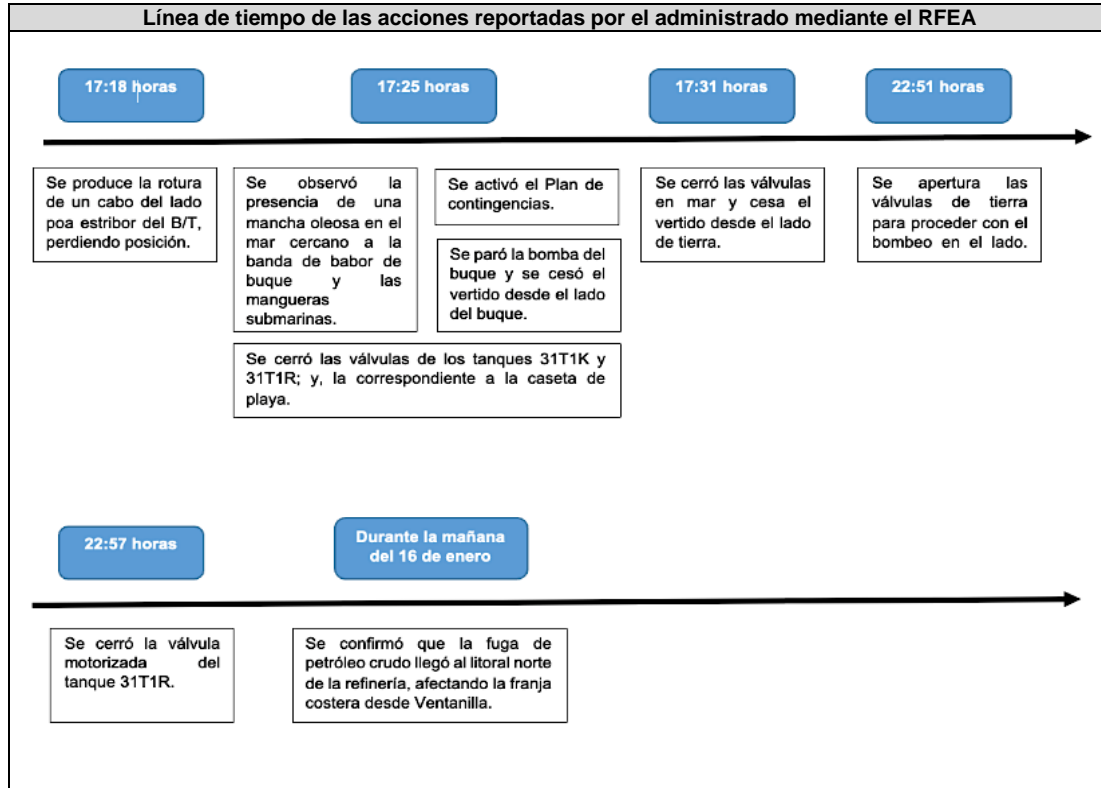 Línea de tiempo de las acciones reportadas por el administrado mediante el RFEA
17:18 horas
17:25 horas
17:31 horas
22:51 horas
Se produce la rotura
de un cabo del lado
poa estribor del B/T,
perdiendo posición.
Se observó la
presencia de una
mancha oleosa en el
mar cercano a la
banda de babor de
buque y las
mangueras
submarinas.
Se activó el Plan de
contingencias.
Se paró la bomba del
buque y se cesó el
vertido desde el lado
del buque.
Se cerró las válvulas de los tanques 31T1K y
31T1R; y, la correspondiente a la caseta de
playa.
Se cerró las válvulas
en mar y cesa el
vertido desde el lado
de tierra.
Se apertura las
válvulas de tierra
para proceder con el
bombeo en el lado.
22:57 horas
Durante la mañana
del 16 de enero
Se cerró la válvula
motorizada del
tanque 31T1R.
Se confirmó que la fuga de
petróleo crudo llegó al litoral norte
de la refinería, afectando la franja
costera desde Ventanilla.